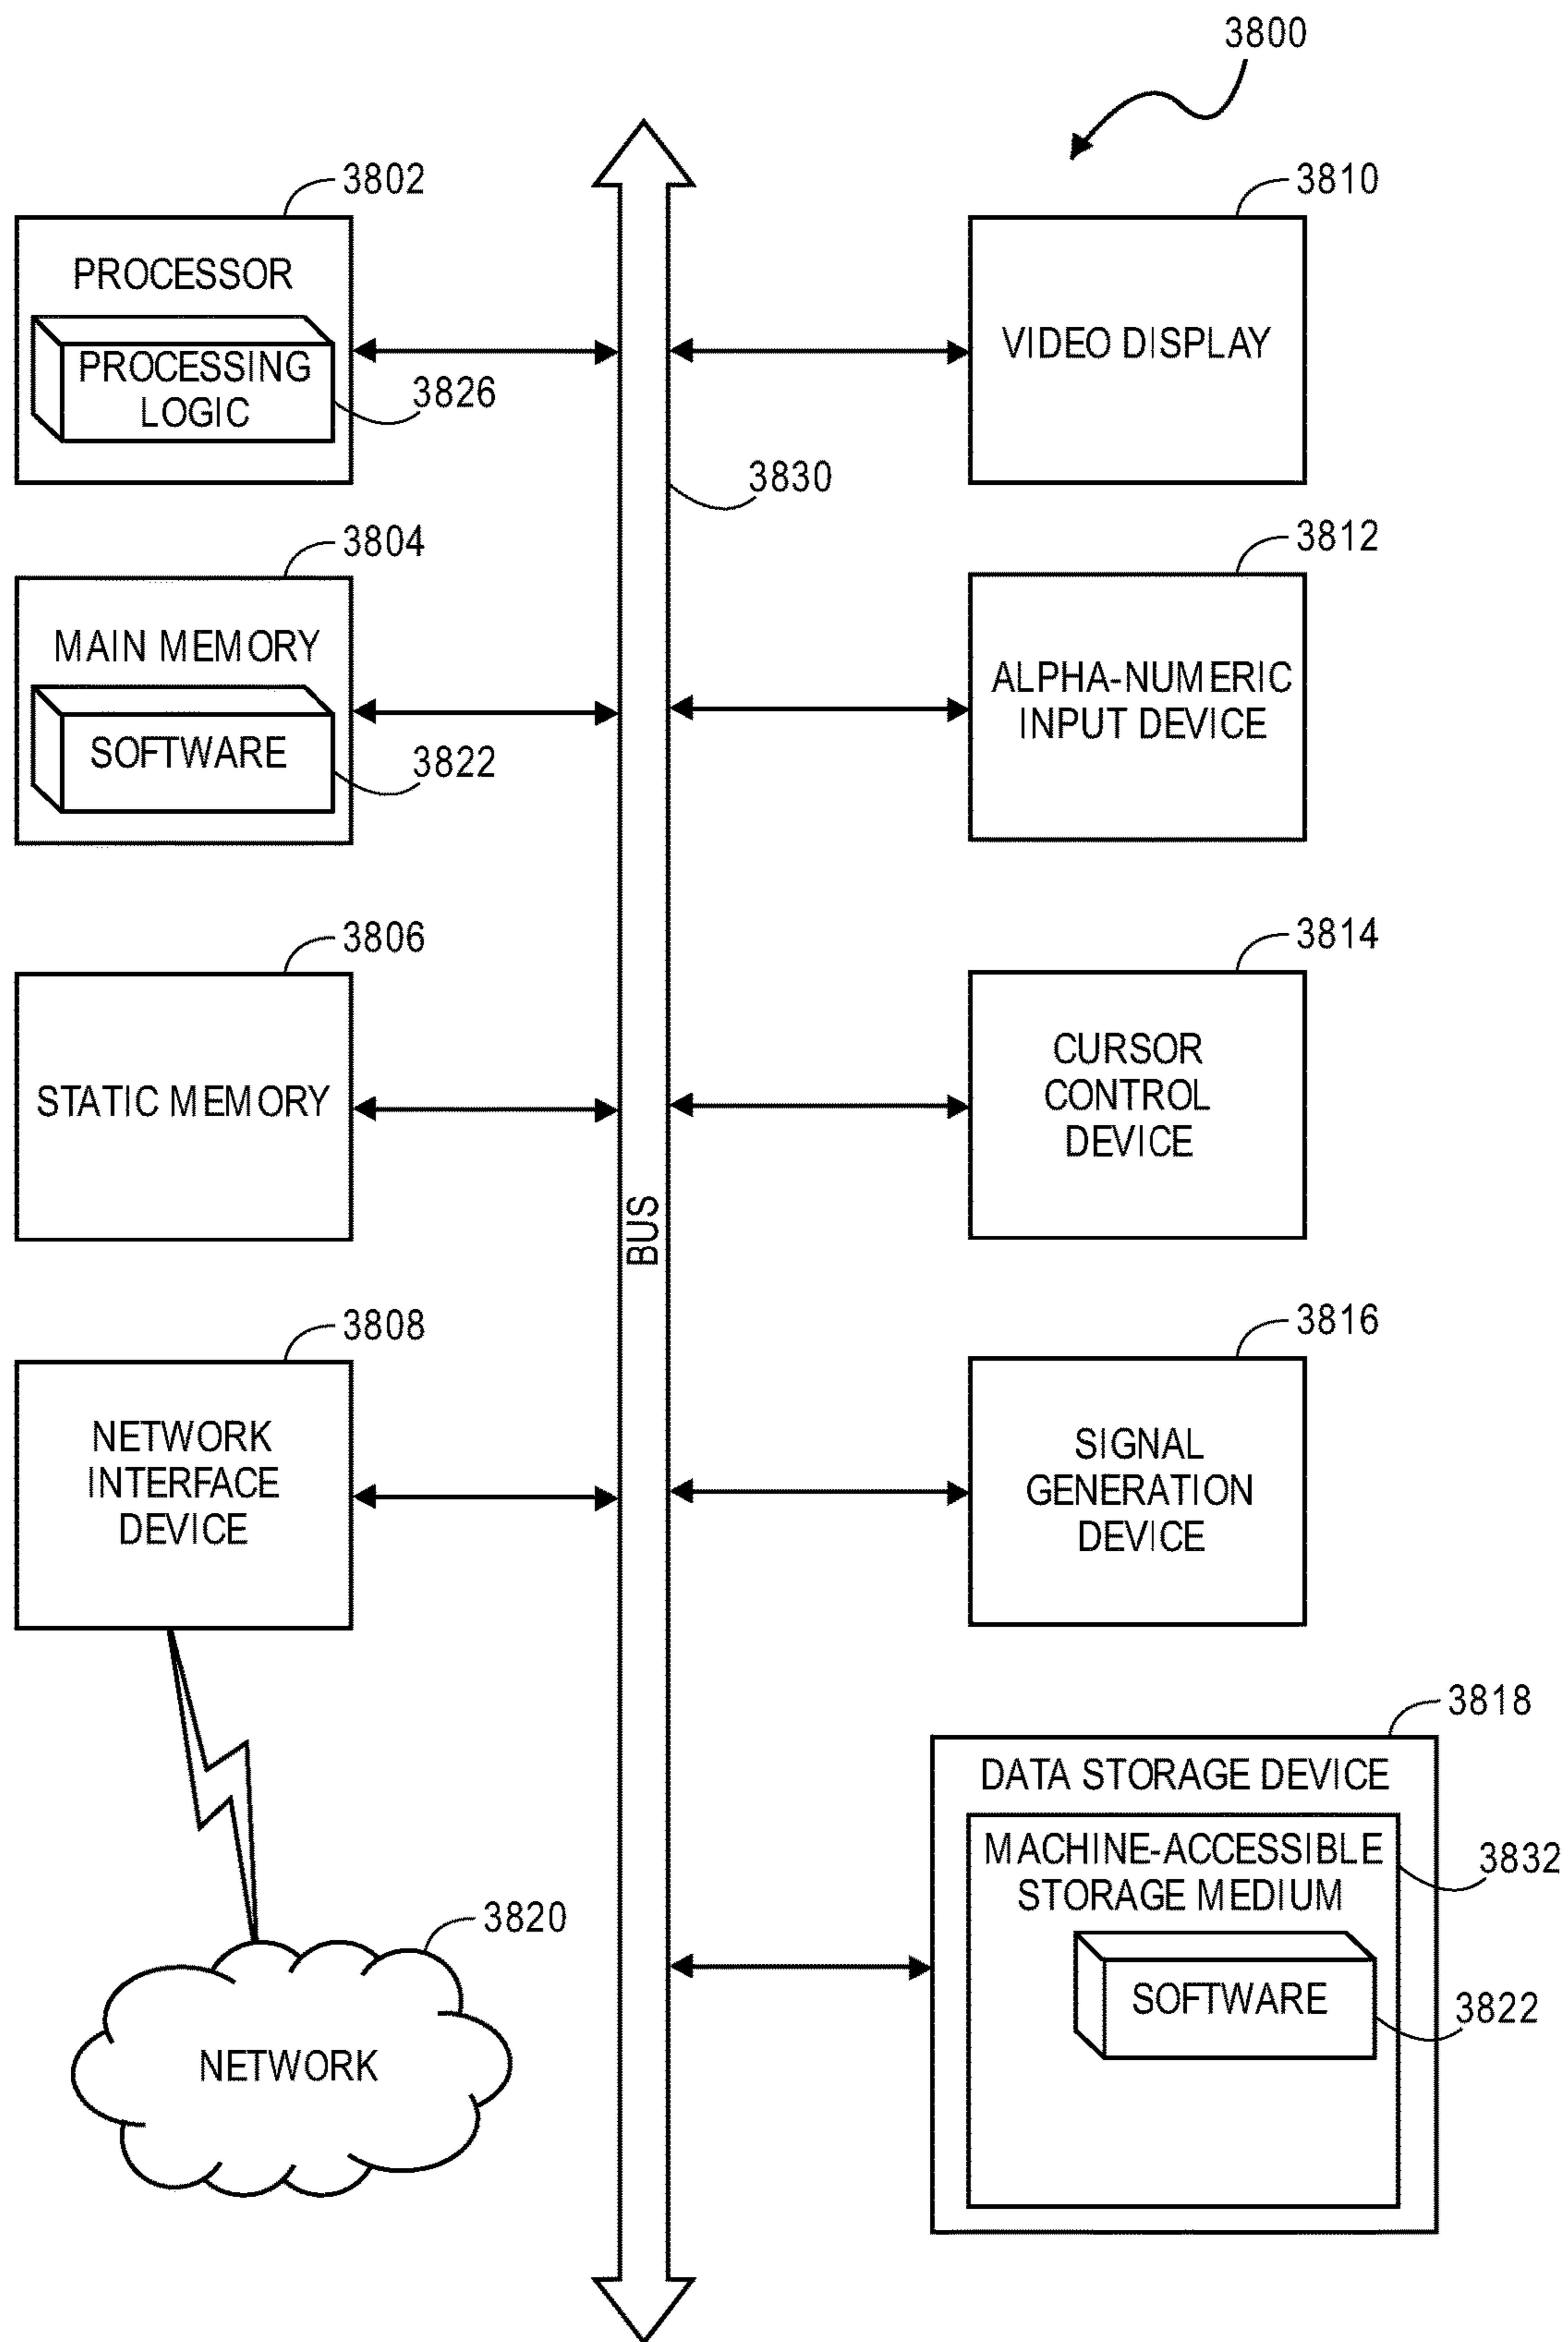 3800
3802
PROCESSOR
PROCESSING
LOGIC
3826
3804
MAIN MEMORY
SOFTWARE
3822
3806
STATIC MEMORY
3808
NETWORK
INTERFACE
DEVICE
3820
NETWORK
3830
BUS
3810
VIDEO DISPLAY
3812
ALPHA-NUMERIC
INPUT DEVICE
3814
CURSOR
CONTROL
DEVICE
3816
SIGNAL
GENERATION
DEVICE
3818
DATA STORAGE DEVICE
MACHINE-ACCESSIBLE
STORAGE MEDIUM
3832
SOFTWARE
3822